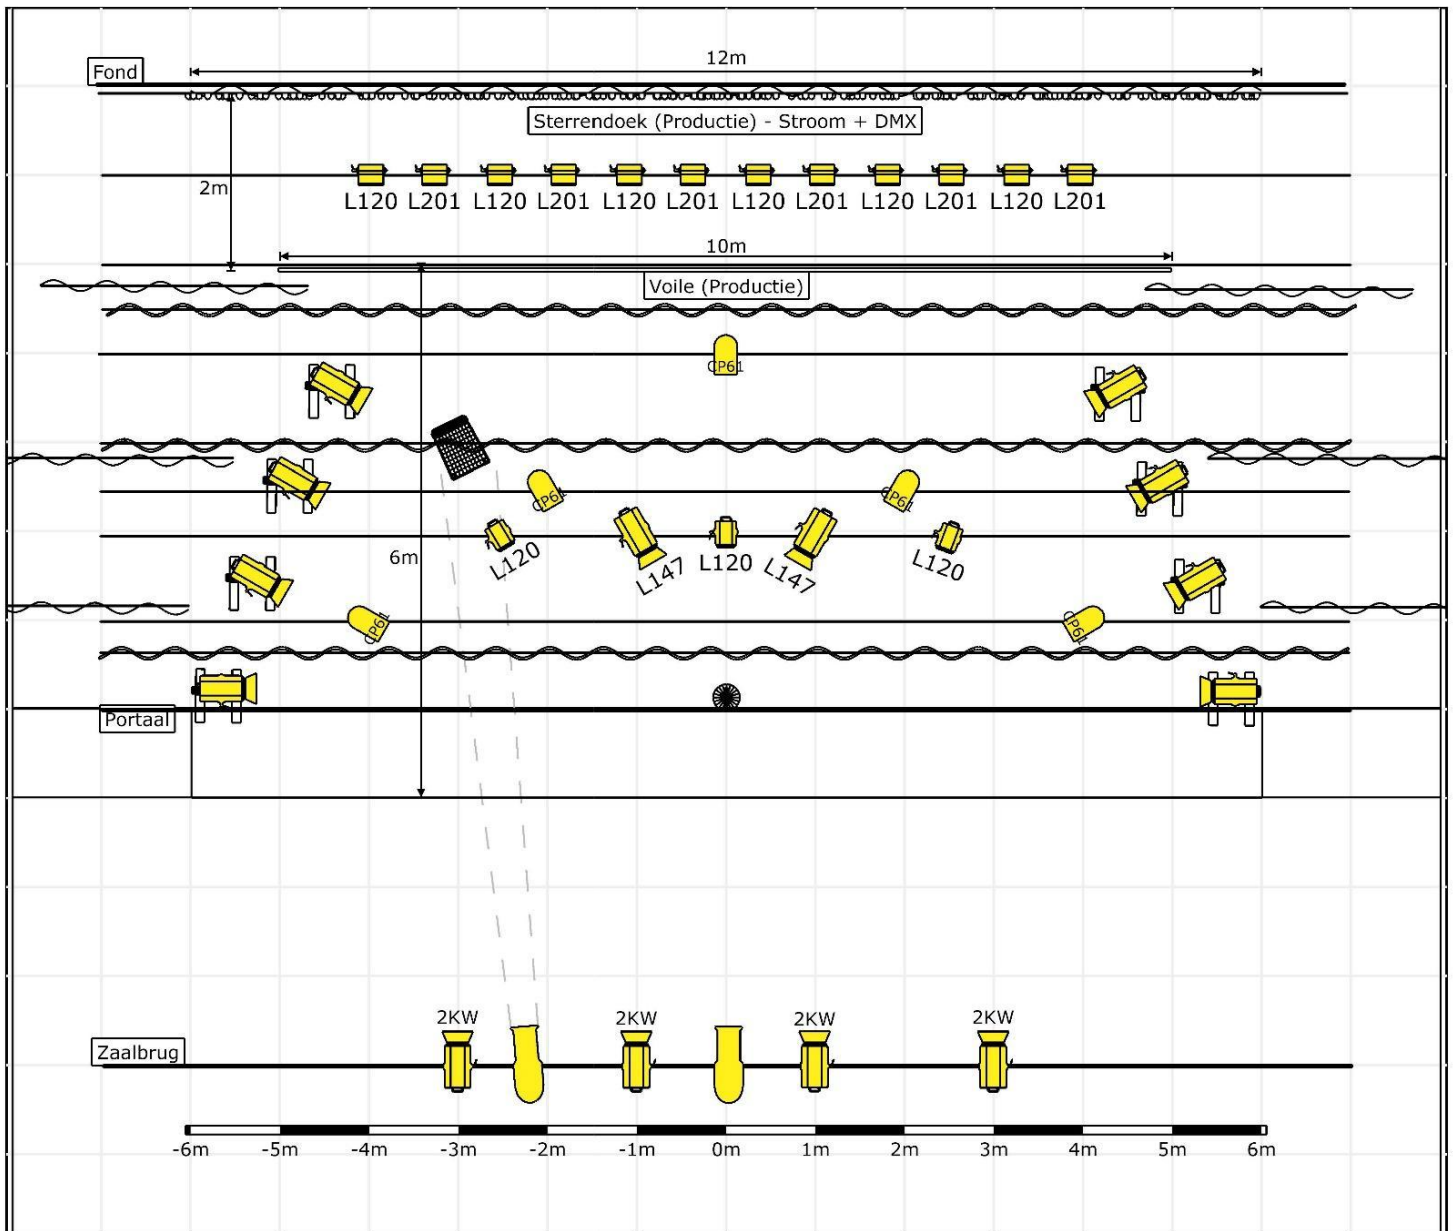 12m
Fond
Sterrendoek (Productie) - Stroom + DMX
2m
L120 L201 L120 L201 L120 L201 L120 L201 L120 L201 L120 L201
10m
Voile (Productie)
CP61
CP61
CP61
6m
L120
L147
L120
L147
L120
CP61
CP61
Portaal
2KW
2KW
2KW
2KW
Zaalbrug
-6m -5m -4m -3m -2m -1m 0m 1m 2m 3m 4m 5m 6m